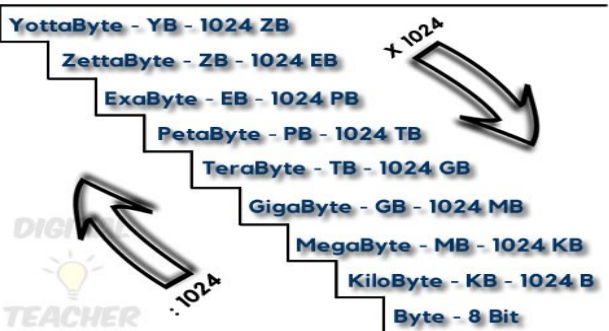 YottaByte - YB - 1024 ZB
X 1024
ZettaByte - ZB - 1024 EB
ExaByte - EB - 1024 PB
PetaByte - PB - 1024 TB
TeraByte - TB - 1024 GB
GigaByte - GB - 1024 MB
MegaByte - MB - 1024 KB
KiloByte - KB - 1024 B
Byte - 8 Bit
: 1024
DIGITAL
TEACHER